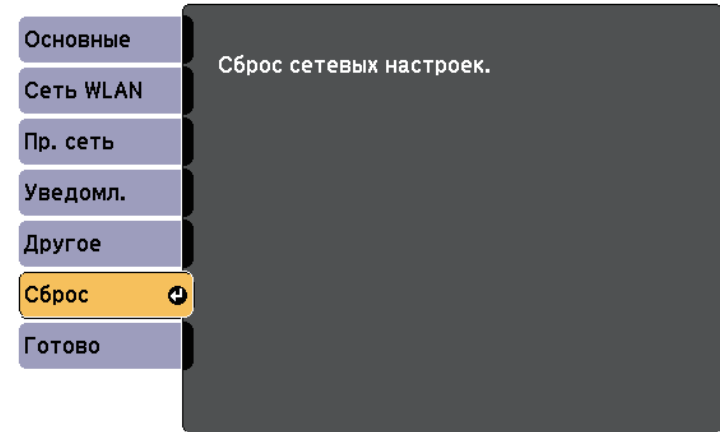 Основные
Сеть WLAN
Пр. сеть
Уведомл.
Другое
Сброс
Готово
Сброс сетевых настроек.